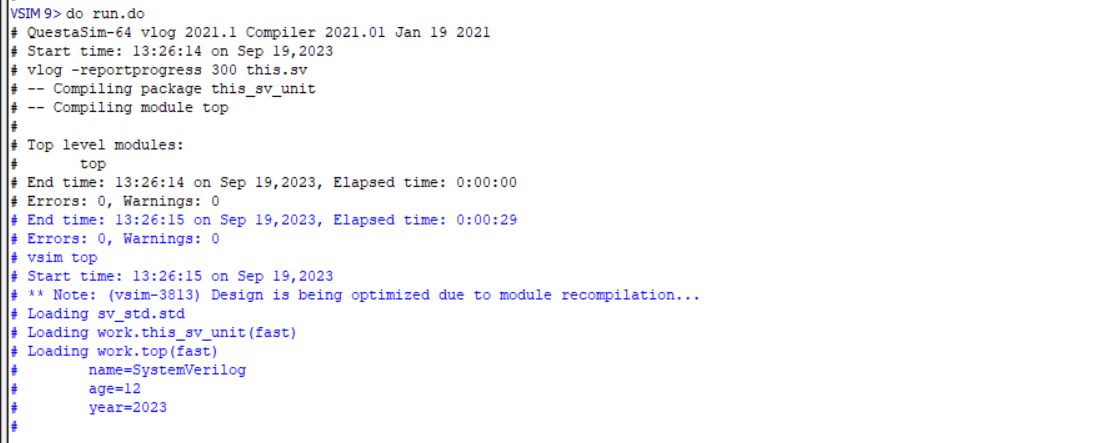 VSIM 9> do run.do
# QuestaSim-64 vlog 2021.1 Compiler 2021.01 Jan 19 2021
# Start time: 13:26:14 on Sep 19,2023
# vlog -reportprogress 300 this.sv
# -- Compiling package this_sv_unit
# -- Compiling module top
#
# Top level modules:
#       top
# End time: 13:26:14 on Sep 19,2023, Elapsed time: 0:00:00
# Errors: 0, Warnings: 0
# End time: 13:26:15 on Sep 19,2023, Elapsed time: 0:00:29
# Errors: 0, Warnings: 0
# vsim top
# Start time: 13:26:15 on Sep 19,2023
# ** Note: (vsim-3813) Design is being optimized due to module recompilation...
# Loading sv_std.std
# Loading work.this_sv_unit(fast)
# Loading work.top(fast)
#        name=SystemVerilog
#        age=12
#        year=2023
#